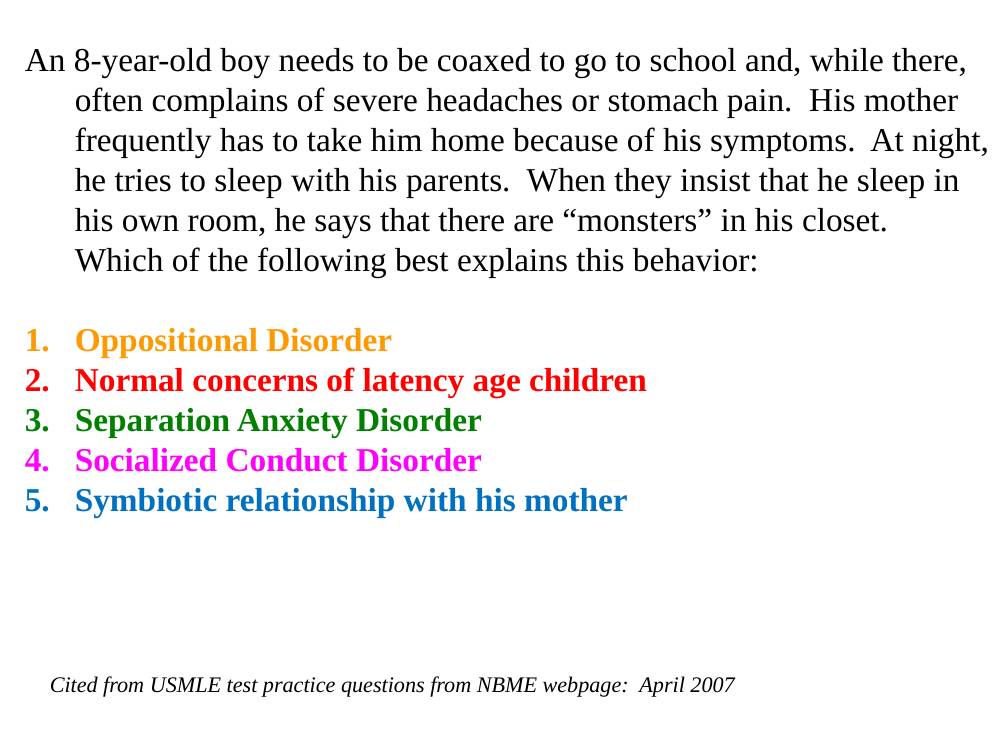 An 8-year-old boy needs to be coaxed to go to school and, while there,
often complains of severe headaches or stomach pain.  His mother
frequently has to take him home because of his symptoms.  At night,
he tries to sleep with his parents.  When they insist that he sleep in
his own room, he says that there are “monsters” in his closet.
Which of the following best explains this behavior:
1. Oppositional Disorder
2. Normal concerns of latency age children
3. Separation Anxiety Disorder
4. Socialized Conduct Disorder
5. Symbiotic relationship with his mother
Cited from USMLE test practice questions from NBME webpage:  April 2007